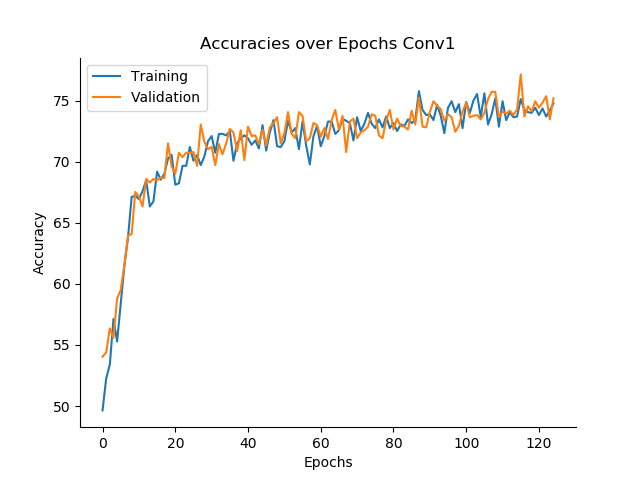 Accuracies over Epochs Conv1
Training
Validation
75
70
65
60
55
50
Accuracy
0 20 40 60 80 100 120
Epochs